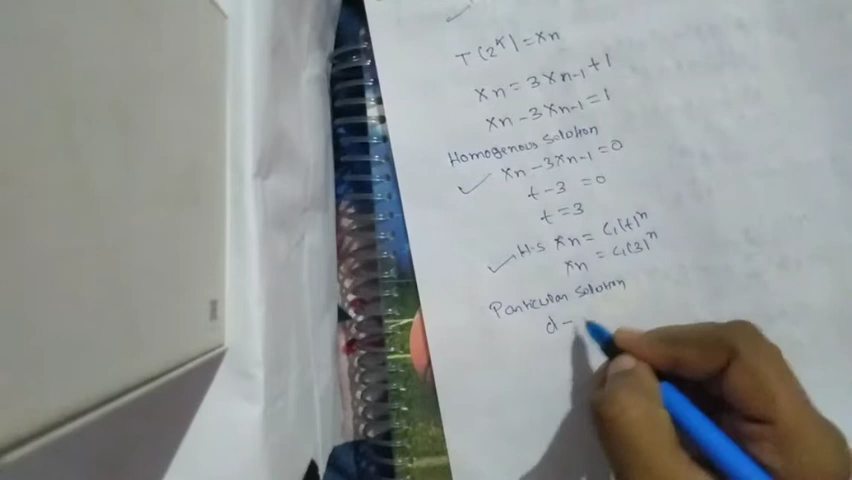 T(2^k) = xn
xn = 3xn-1 + 1
xn - 3xn-1 = 1
Homogenous Solution
xn - 3xn-1 = 0
t - 3 = 0
t = 3
H.S xn = C1(t)^n
xn = C1(3)^n
Particular Solution
d -